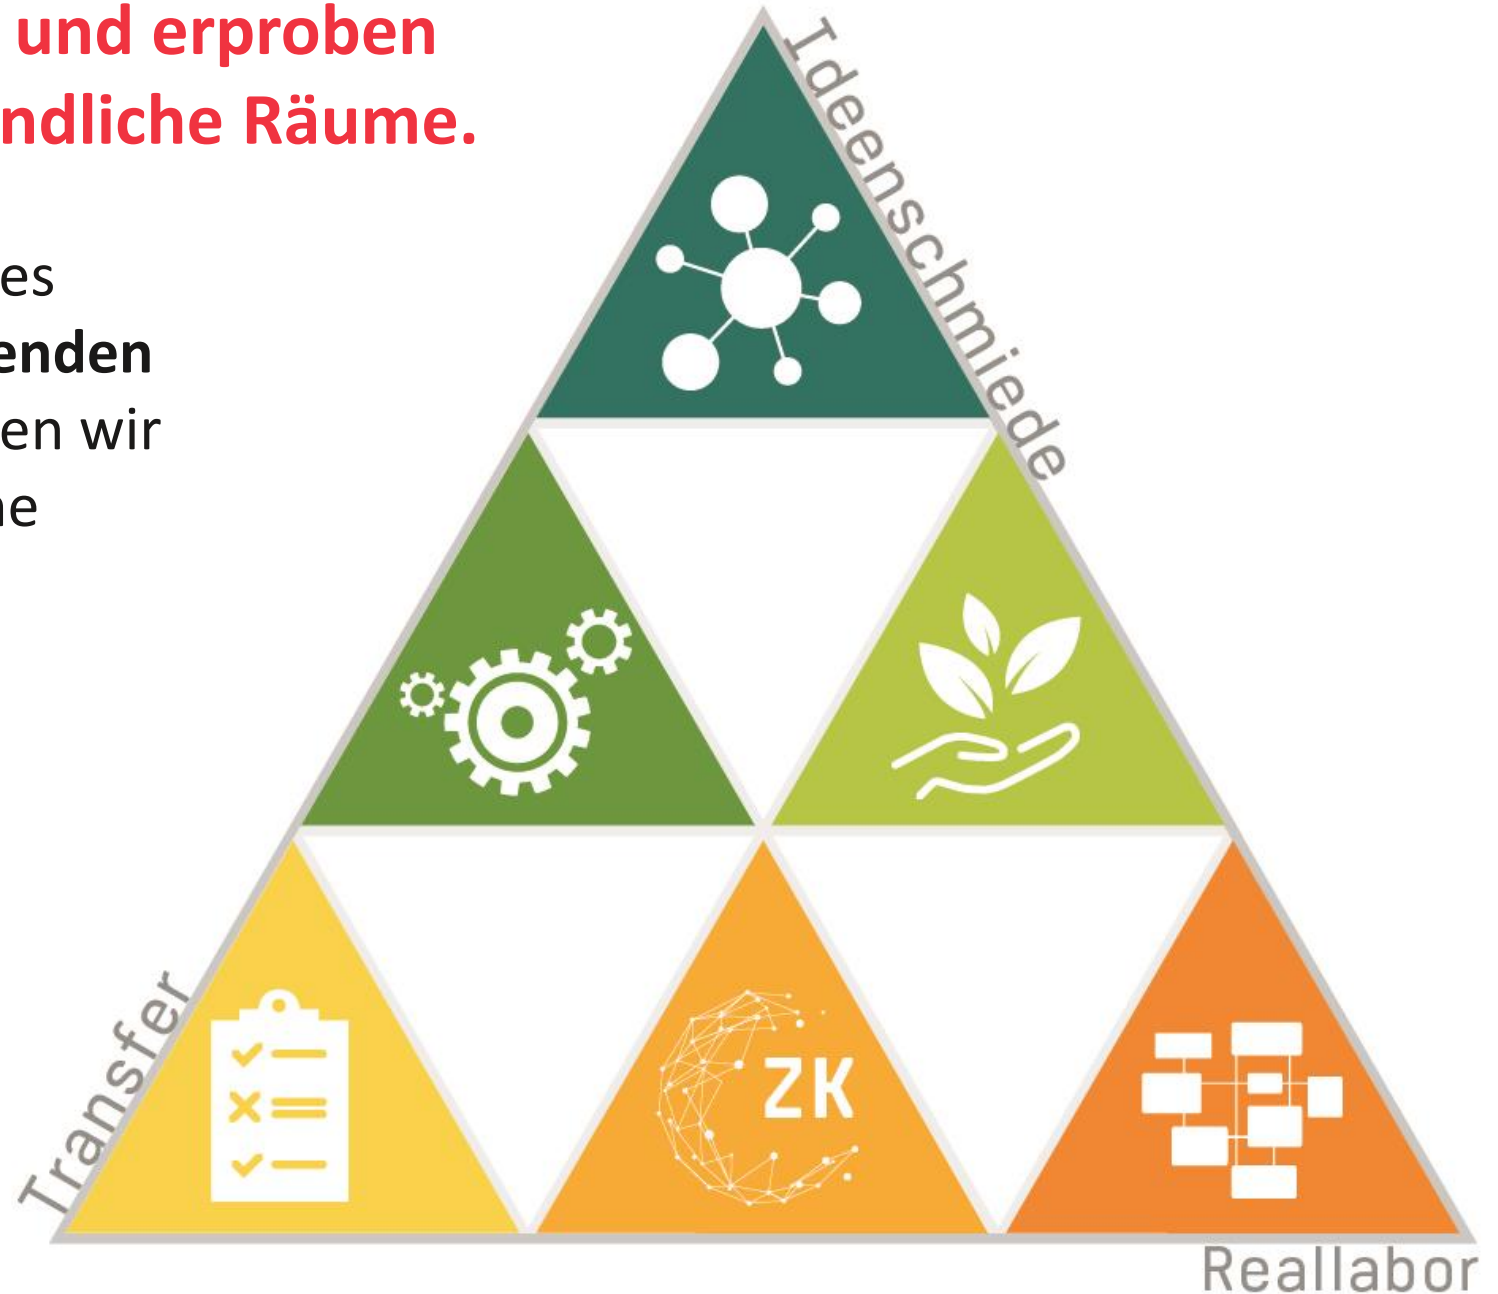 und erproben
ndliche Räume.
es
enden
en wir
ne
Ideenschmiede
Transfer
ZK
Reallabor